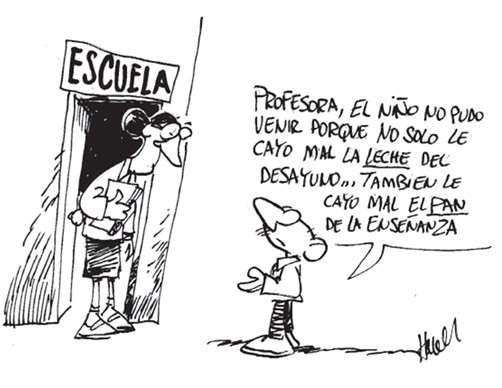 ESCUELA
PROFESORA, EL NIÑO NO PUDO
VENIR PORQUE NO SOLO LE
CAYO MAL LA LECHE DEL
DESAYUNO... TAMBIEN LE
CAYO MAL EL PAN
DE LA ENSEÑANZA